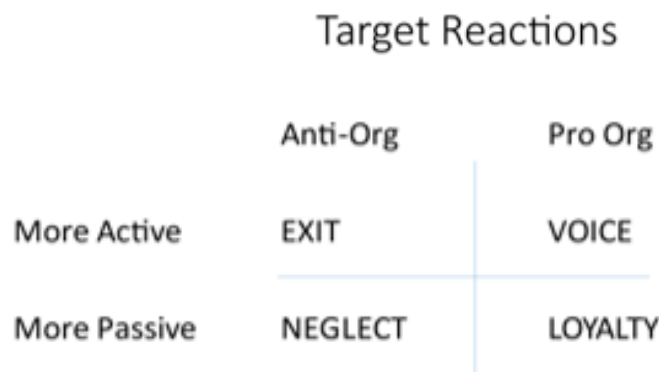 Target Reactions
Anti-Org Pro Org
More Active EXIT VOICE
More Passive NEGLECT LOYALTY